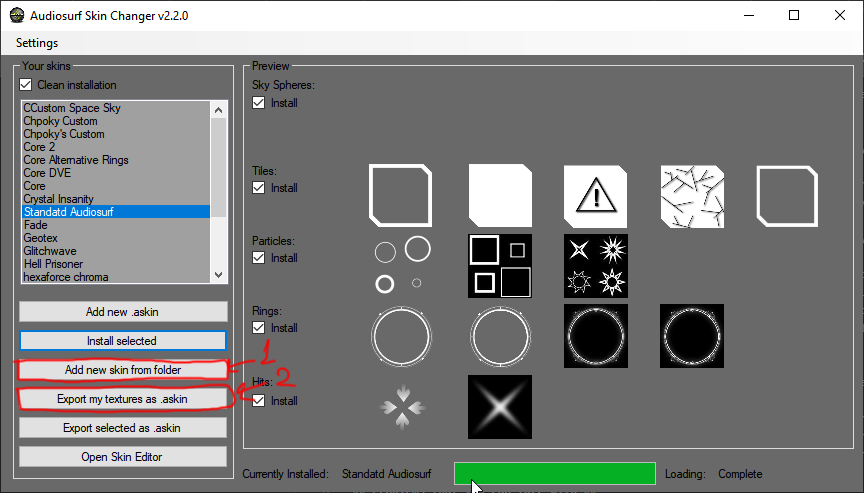 Audiosurf Skin Changer v2.2.0
Settings
Your skins
Clean installation
CCustom Space Sky
Chpoky Custom
Chpoky's Custom
Core 2
Core Alternative Rings
Core DVE
Core
Crystal Insanity
Standatd Audiosurf
Fade
Geotex
Glitchwave
Hell Prisoner
hexaforce chroma
Add new .askin
Install selected
Add new skin from folder
1
Export my textures as .askin
2
Export selected as .askin
Open Skin Editor
Preview
Sky Spheres:
Install
Tiles:
Install
Particles:
Install
Rings:
Install
Hits:
Install
Currently Installed:
Standatd Audiosurf
Loading:
Complete